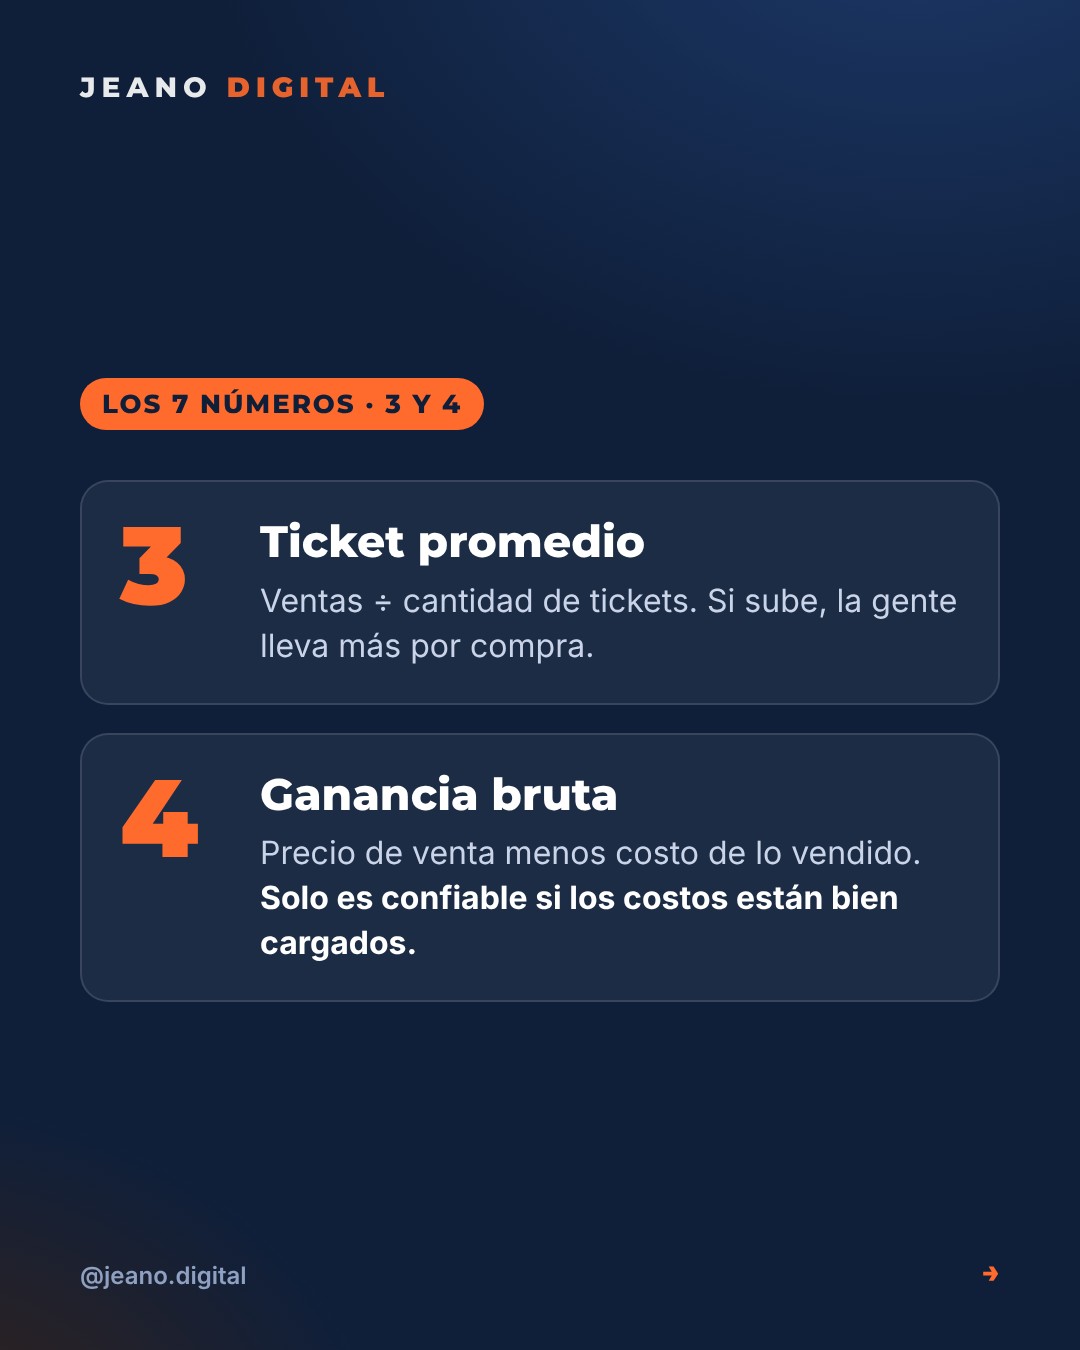 JEANO DIGITAL
LOS 7 NÚMEROS · 3 Y 4
3
Ticket promedio
Ventas ÷ cantidad de tickets. Si sube, la gente
lleva más por compra.
4
Ganancia bruta
Precio de venta menos costo de lo vendido.
Solo es confiable si los costos están bien
cargados.
@jeano.digital
→